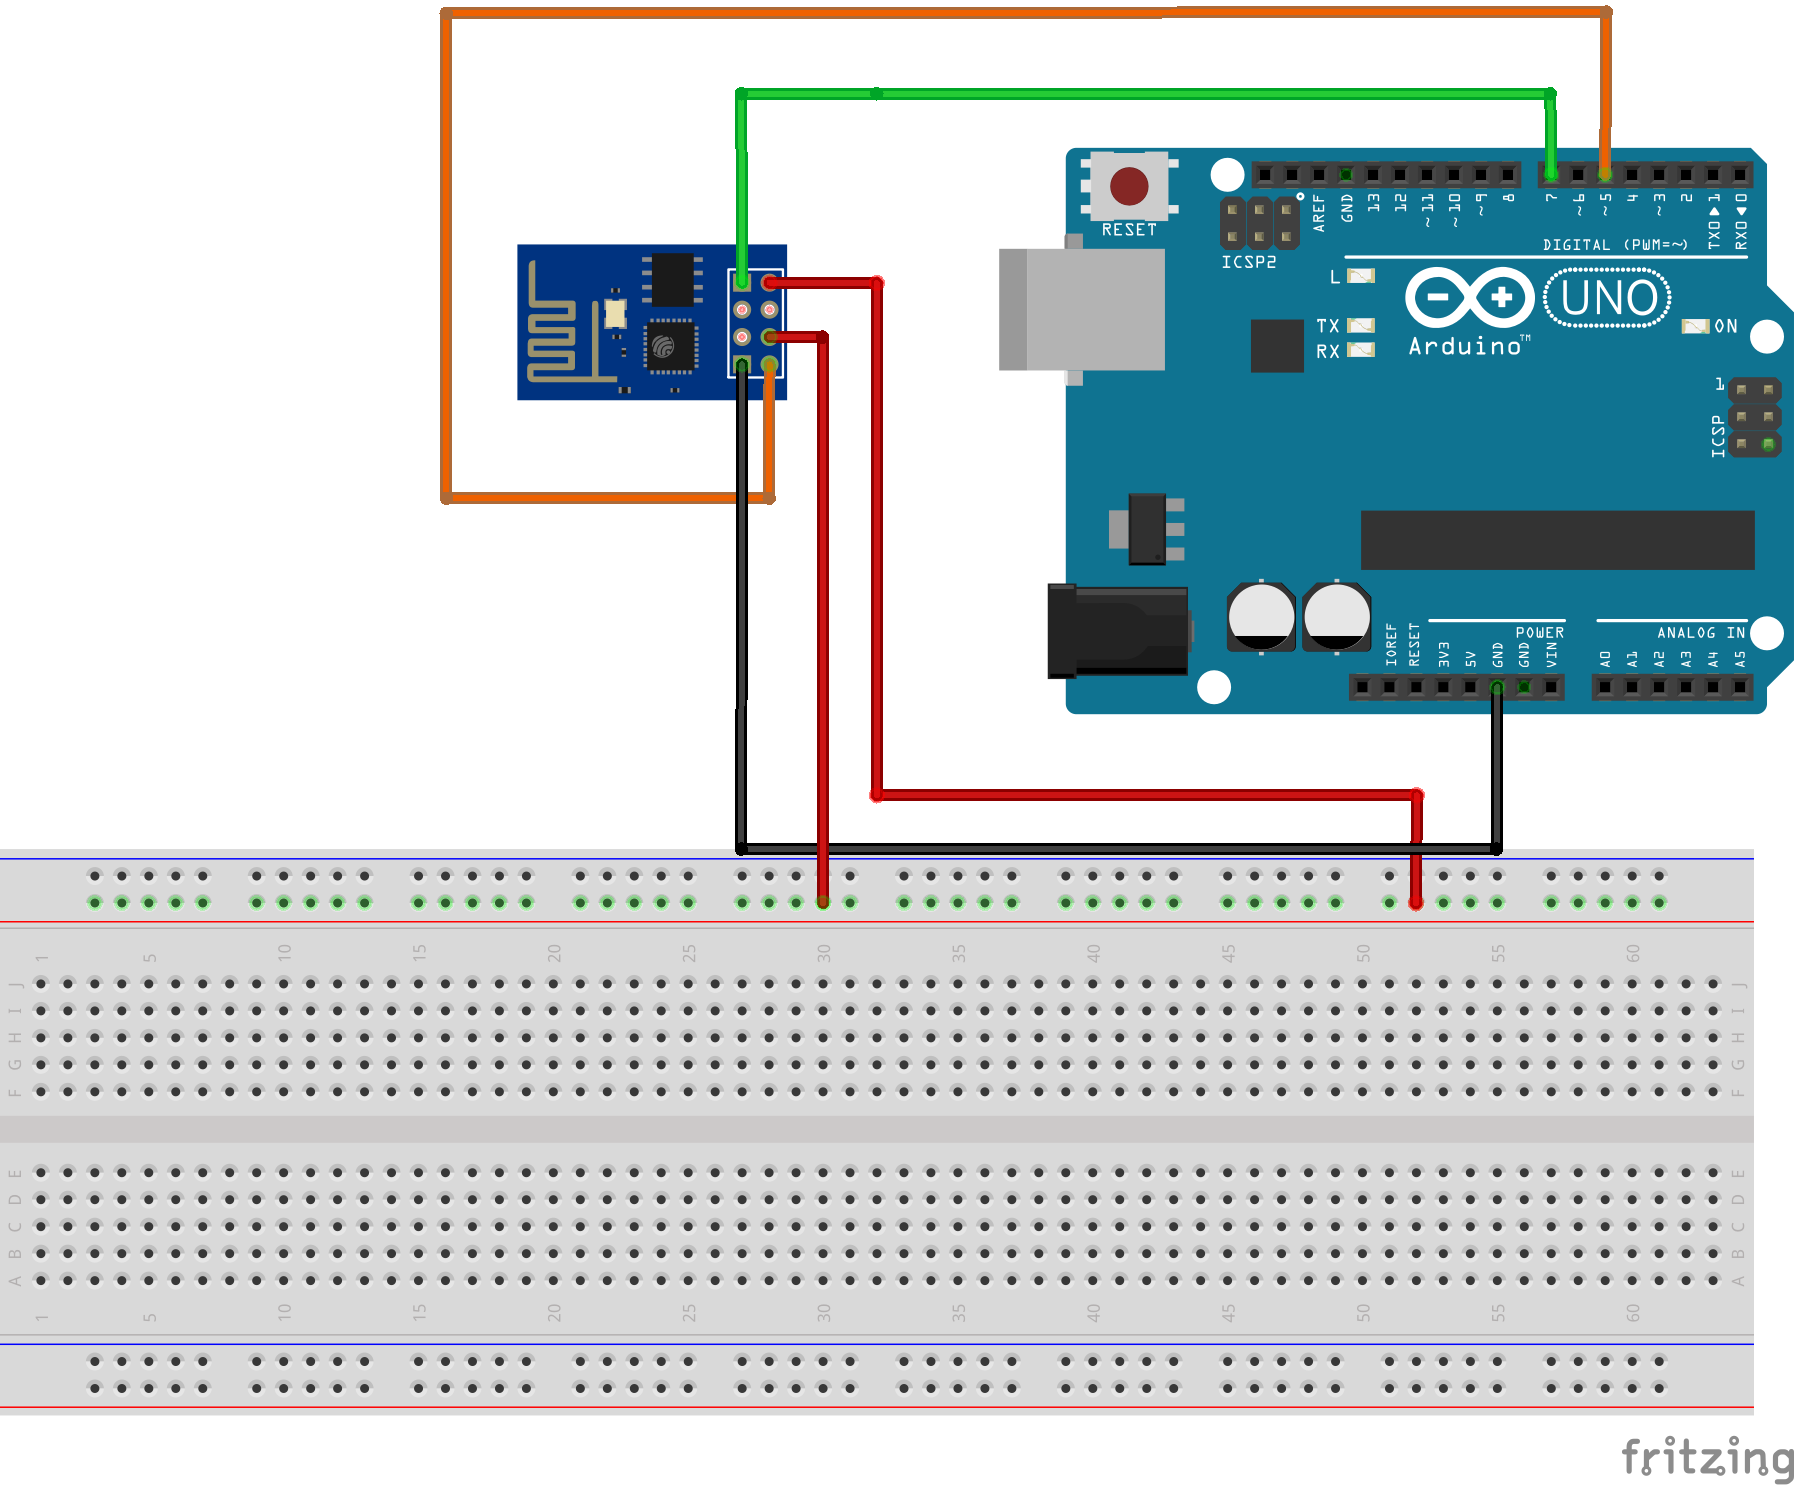 RESET
ICSP2
AREF
GND
13
12
~11
~10
~9
8
7
~6
~5
4
~3
2
TX0▶1
RX0◀0
DIGITAL (PWM=~)
L
TX
RX
UNO
ON
Arduino™
1
ICSP
POWER
ANALOG IN
IOREF
RESET
3V3
5V
GND
GND
VIN
A0
A1
A2
A3
A4
A5
1 5 10 15 20 25 30 35 40 45 50 55 60
J J
I I
H H
G G
F F
E E
D D
C C
B B
A A
1 5 10 15 20 25 30 35 40 45 50 55 60
fritzing